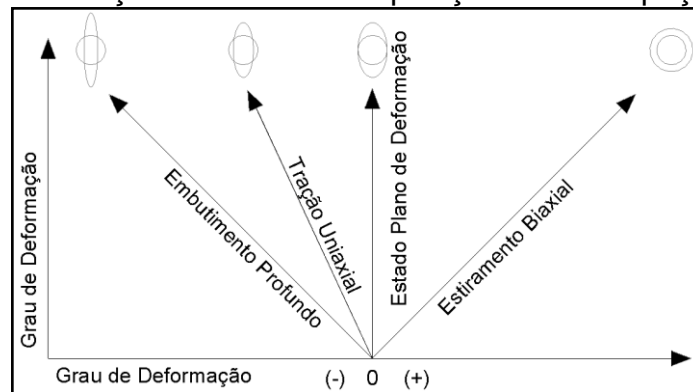 Grau de Deformação
Embutimento Profundo
Tração Uniaxial
Estado Plano de Deformação
Estiramento Biaxial
Grau de Deformação (-) 0 (+)